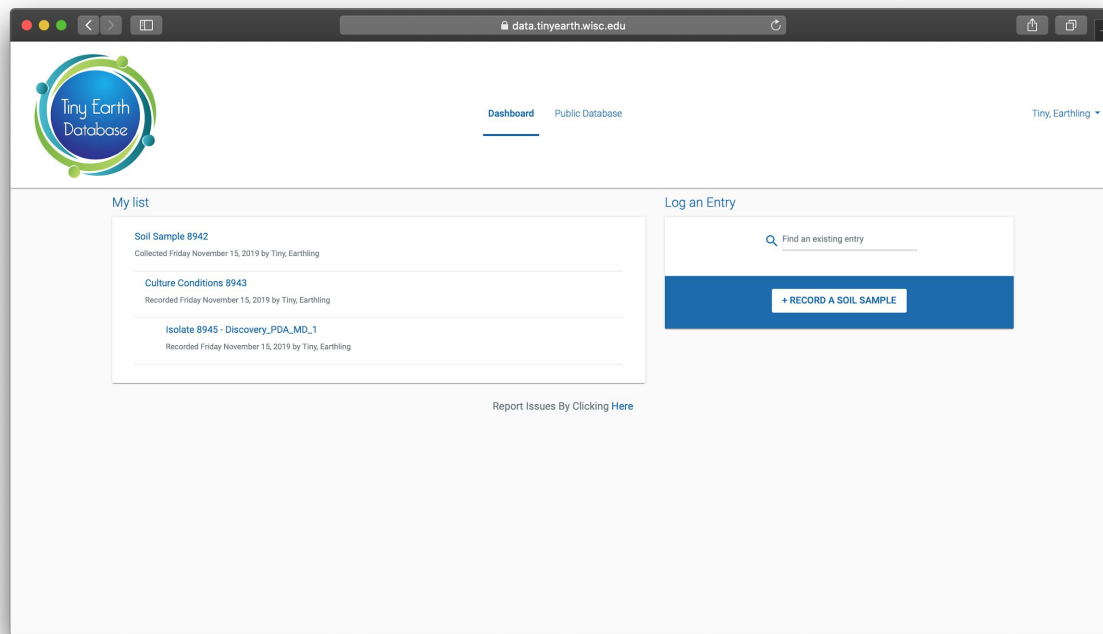 data.tinyearth.wisc.edu
Tiny Earth
Database
Dashboard Public Database
Tiny, Earthling
My list
Soil Sample 8942
Collected Friday November 15, 2019 by Tiny, Earthling
Culture Conditions 8943
Recorded Friday November 15, 2019 by Tiny, Earthling
Isolate 8945 - Discovery_PDA_MD_1
Recorded Friday November 15, 2019 by Tiny, Earthling
Log an Entry
Find an existing entry
+ RECORD A SOIL SAMPLE
Report Issues By Clicking Here